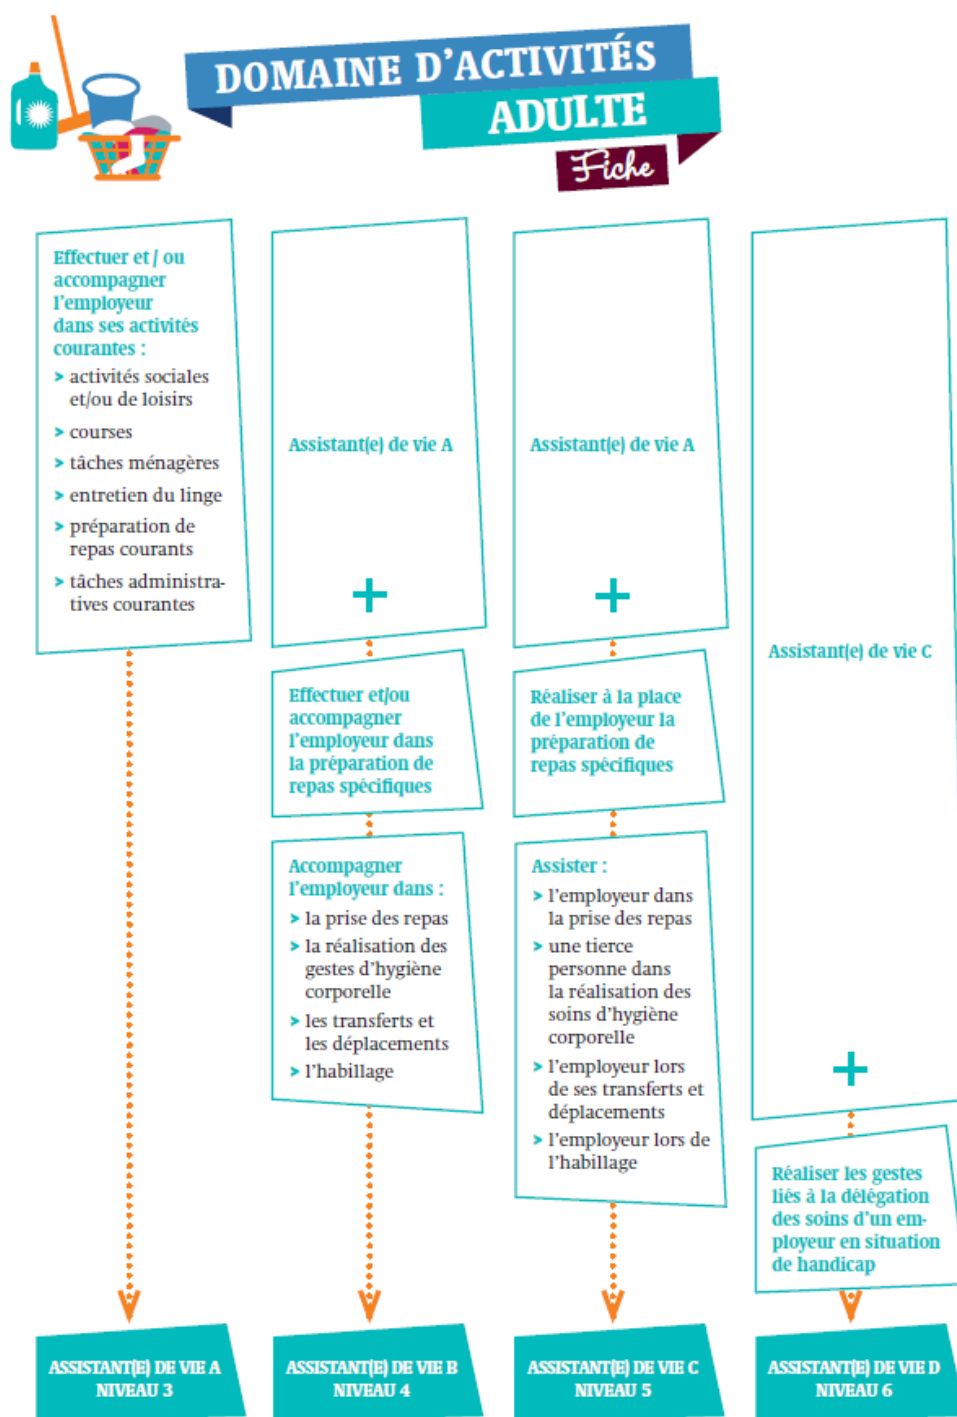 DOMAINE D'ACTIVITÉS
ADULTE
Fiche
Effectuer et / ou
accompagner
l'employeur
dans ses activités
courantes :
> activités sociales
et/ou de loisirs
> courses
> tâches ménagères
> entretien du linge
> préparation de
repas courants
> tâches administra-
tives courantes
ASSISTANT(E) DE VIE A
NIVEAU 3
Assistant(e) de vie A
+
Effectuer et/ou
accompagner
l'employeur dans
la préparation de
repas spécifiques
Accompagner
l'employeur dans :
> la prise des repas
> la réalisation des
gestes d'hygiène
corporelle
> les transferts et
les déplacements
> l'habillage
ASSISTANT(E) DE VIE B
NIVEAU 4
Assistant(e) de vie A
+
Réaliser à la place
de l'employeur la
préparation de
repas spécifiques
Assister :
> l'employeur dans
la prise des repas
> une tierce
personne dans
la réalisation des
soins d'hygiène
corporelle
> l'employeur lors
de ses transferts et
déplacements
> l'employeur lors de
l'habillage
ASSISTANT(E) DE VIE C
NIVEAU 5
Assistant(e) de vie C
+
Réaliser les gestes
liés à la délégation
des soins d'un em-
ployeur en situation
de handicap
ASSISTANT(E) DE VIE D
NIVEAU 6